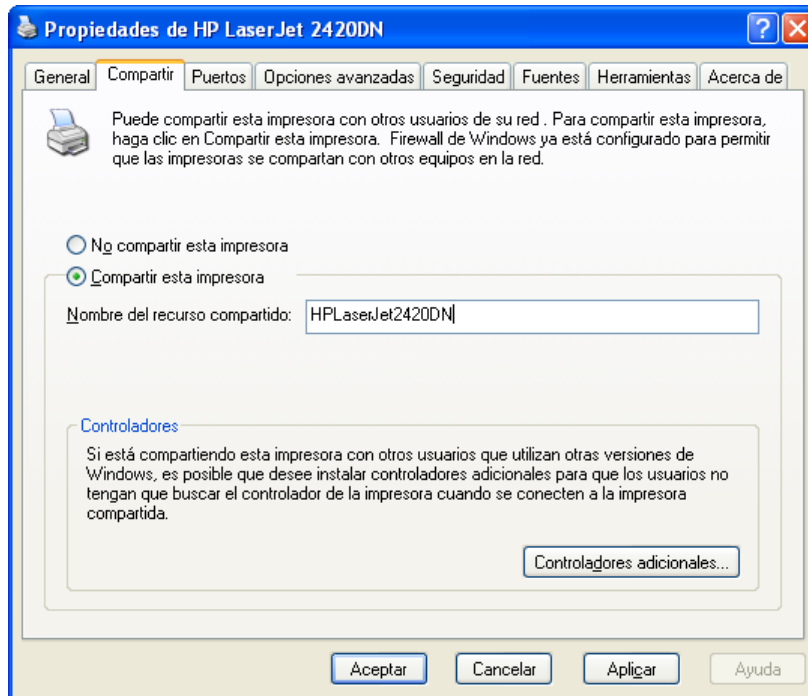 Propiedades de HP LaserJet 2420DN
General Compartir Puertos Opciones avanzadas Seguridad Fuentes Herramientas Acerca de
Puede compartir esta impresora con otros usuarios de su red . Para compartir esta impresora,
haga clic en Compartir esta impresora. Firewall de Windows ya está configurado para permitir
que las impresoras se compartan con otros equipos en la red.
No compartir esta impresora
Compartir esta impresora
Nombre del recurso compartido: HPLaserJet2420DN
Controladores
Si está compartiendo esta impresora con otros usuarios que utilizan otras versiones de
Windows, es posible que desee instalar controladores adicionales para que los usuarios no
tengan que buscar el controlador de la impresora cuando se conecten a la impresora
compartida.
Controladores adicionales...
Aceptar Cancelar Aplicar Ayuda